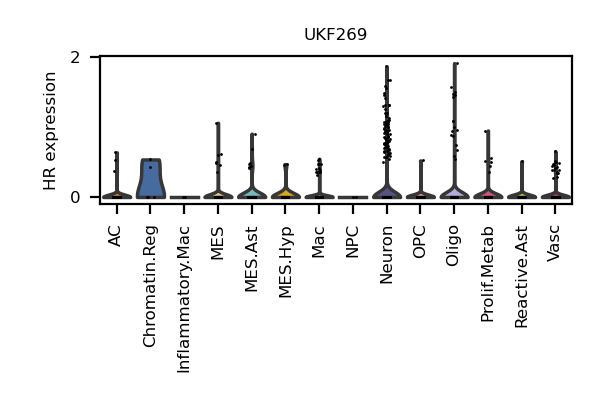 UKF269
HR expression
2
0
AC
Chromatin.Reg
Inflammatory.Mac
MES
MES.Ast
MES.Hyp
Mac
NPC
Neuron
OPC
Oligo
Prolif.Metab
Reactive.Ast
Vasc